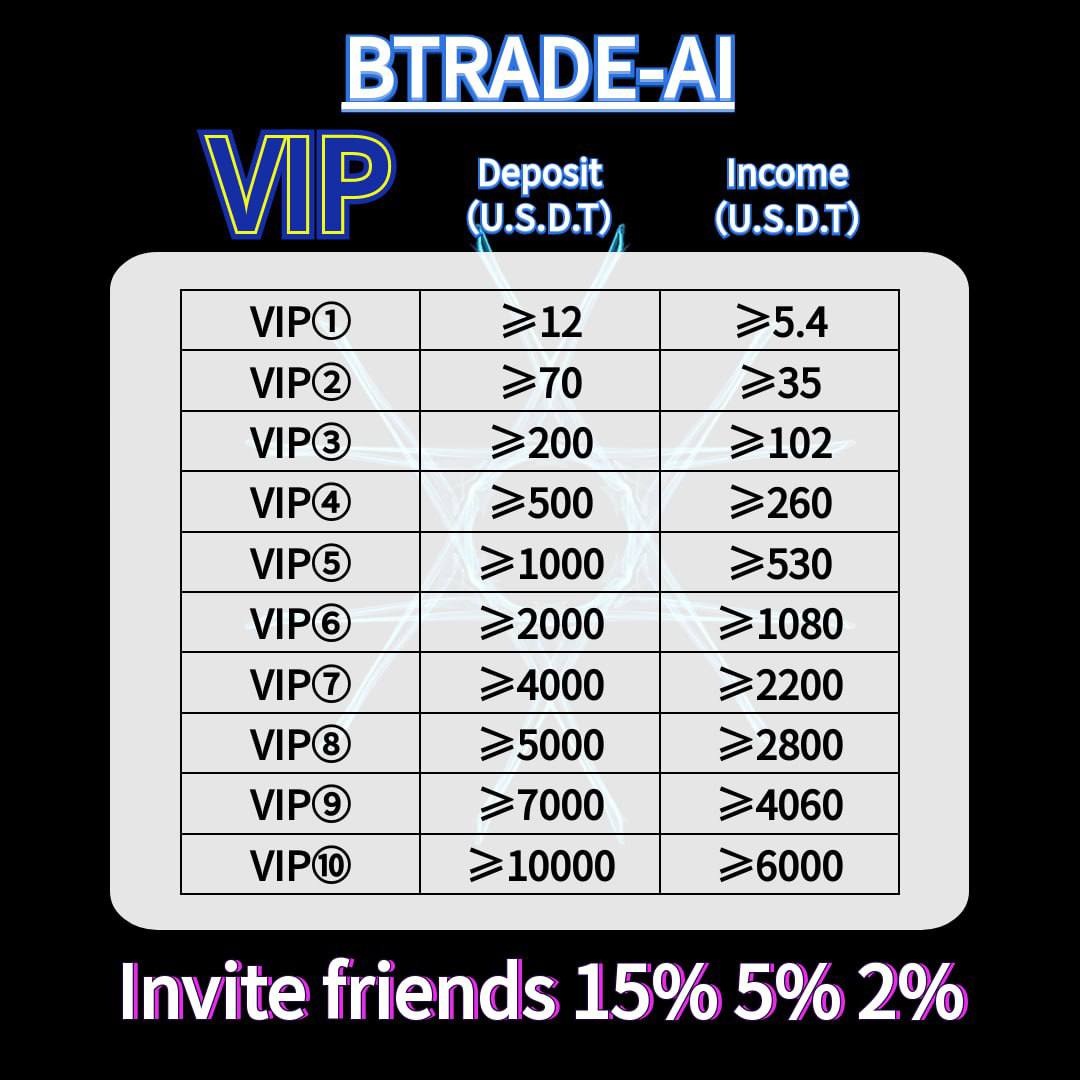 BTRADE-AI
VIP Deposit (U.S.D.T) Income (U.S.D.T)
VIP① ⩾12 ⩾5.4
VIP② ⩾70 ⩾35
VIP③ ⩾200 ⩾102
VIP④ ⩾500 ⩾260
VIP⑤ ⩾1000 ⩾530
VIP⑥ ⩾2000 ⩾1080
VIP⑦ ⩾4000 ⩾2200
VIP⑧ ⩾5000 ⩾2800
VIP⑨ ⩾7000 ⩾4060
VIP⑩ ⩾10000 ⩾6000
Invite friends 15% 5% 2%